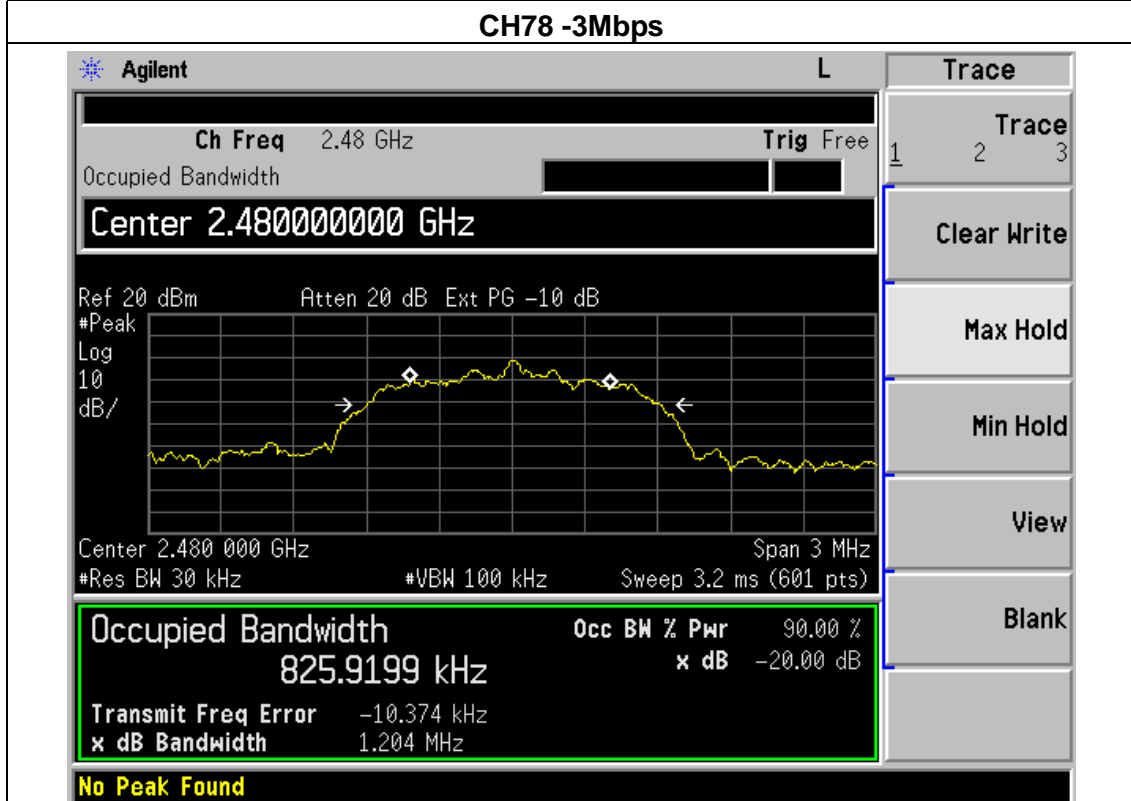 CH78 -3Mbps
Agilent L Trace
Ch Freq 2.48 GHz Trig Free
Occupied Bandwidth
Center 2.480000000 GHz
Ref 20 dBm Atten 20 dB Ext PG -10 dB
#Peak
Log
10
dB/
Center 2.480 000 GHz Span 3 MHz
#Res BW 30 kHz #VBW 100 kHz Sweep 3.2 ms (601 pts)
Occupied Bandwidth Occ BW % Pwr 90.00 %
825.9199 kHz x dB -20.00 dB
Transmit Freq Error -10.374 kHz
x dB Bandwidth 1.204 MHz
No Peak Found
Trace
1 2 3
Clear Write
Max Hold
Min Hold
View
Blank